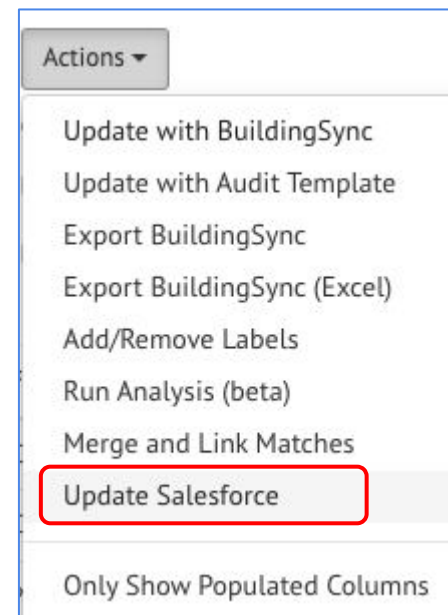 Actions
Update with BuildingSync
Update with Audit Template
Export BuildingSync
Export BuildingSync (Excel)
Add/Remove Labels
Run Analysis (beta)
Merge and Link Matches
Update Salesforce
Only Show Populated Columns